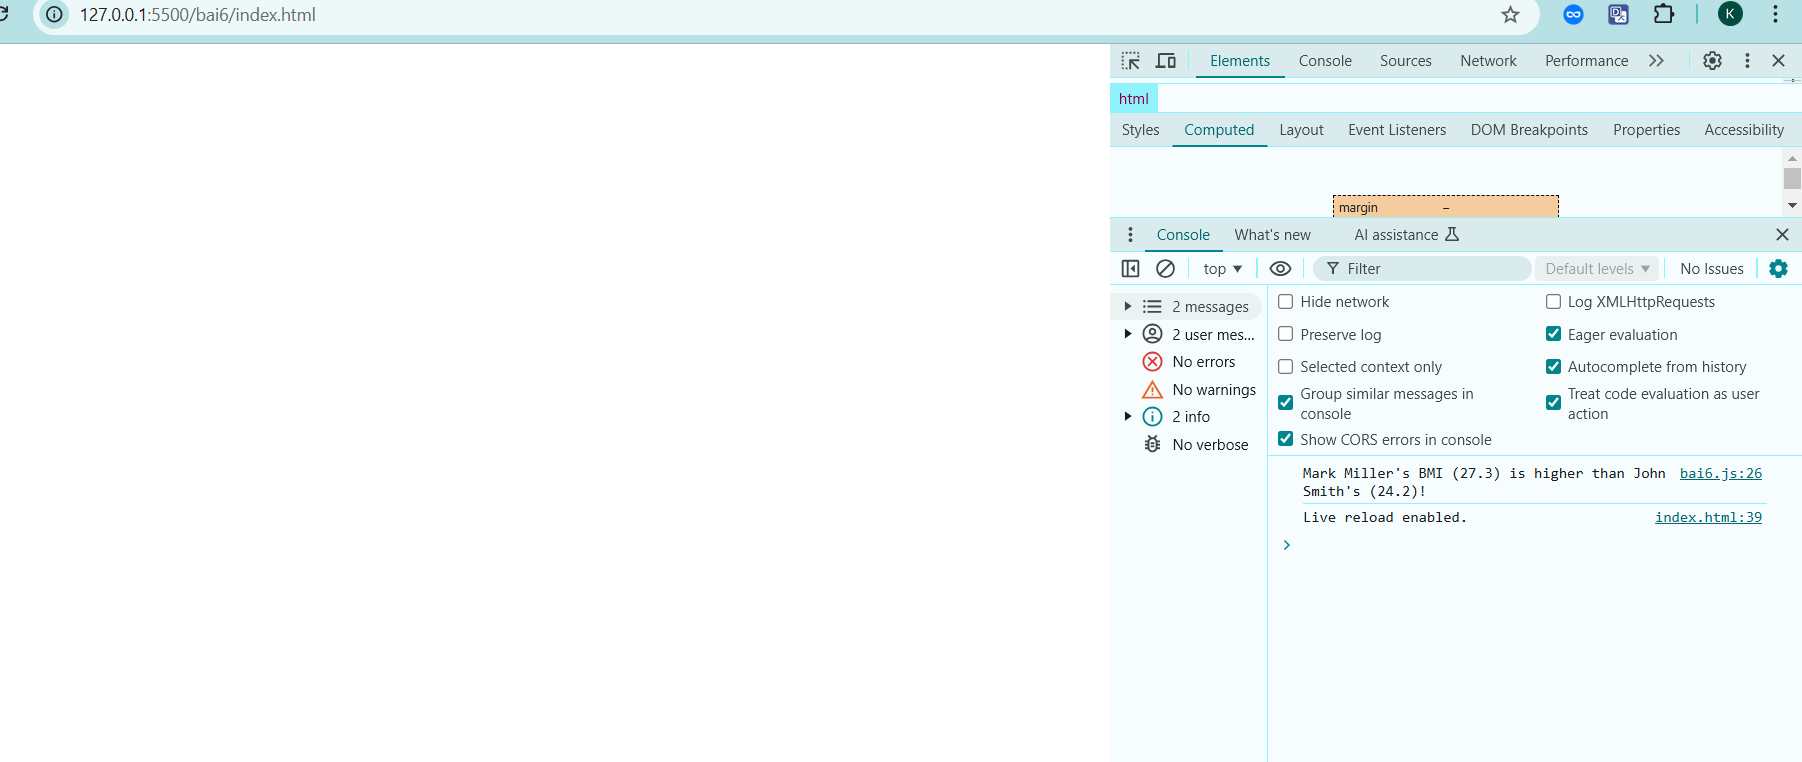 127.0.0.1:5500/bai6/index.html
K
Elements Console Sources Network Performance
html
Styles Computed Layout Event Listeners DOM Breakpoints Properties Accessibility
margin –
Console What's new AI assistance
top Filter Default levels No Issues
2 messages
2 user mes...
No errors
No warnings
2 info
No verbose
Hide network Log XMLHttpRequests
Preserve log Eager evaluation
Selected context only Autocomplete from history
Group similar messages in console Treat code evaluation as user action
Show CORS errors in console
Mark Miller's BMI (27.3) is higher than John bai6.js:26
Smith's (24.2)!
Live reload enabled. index.html:39